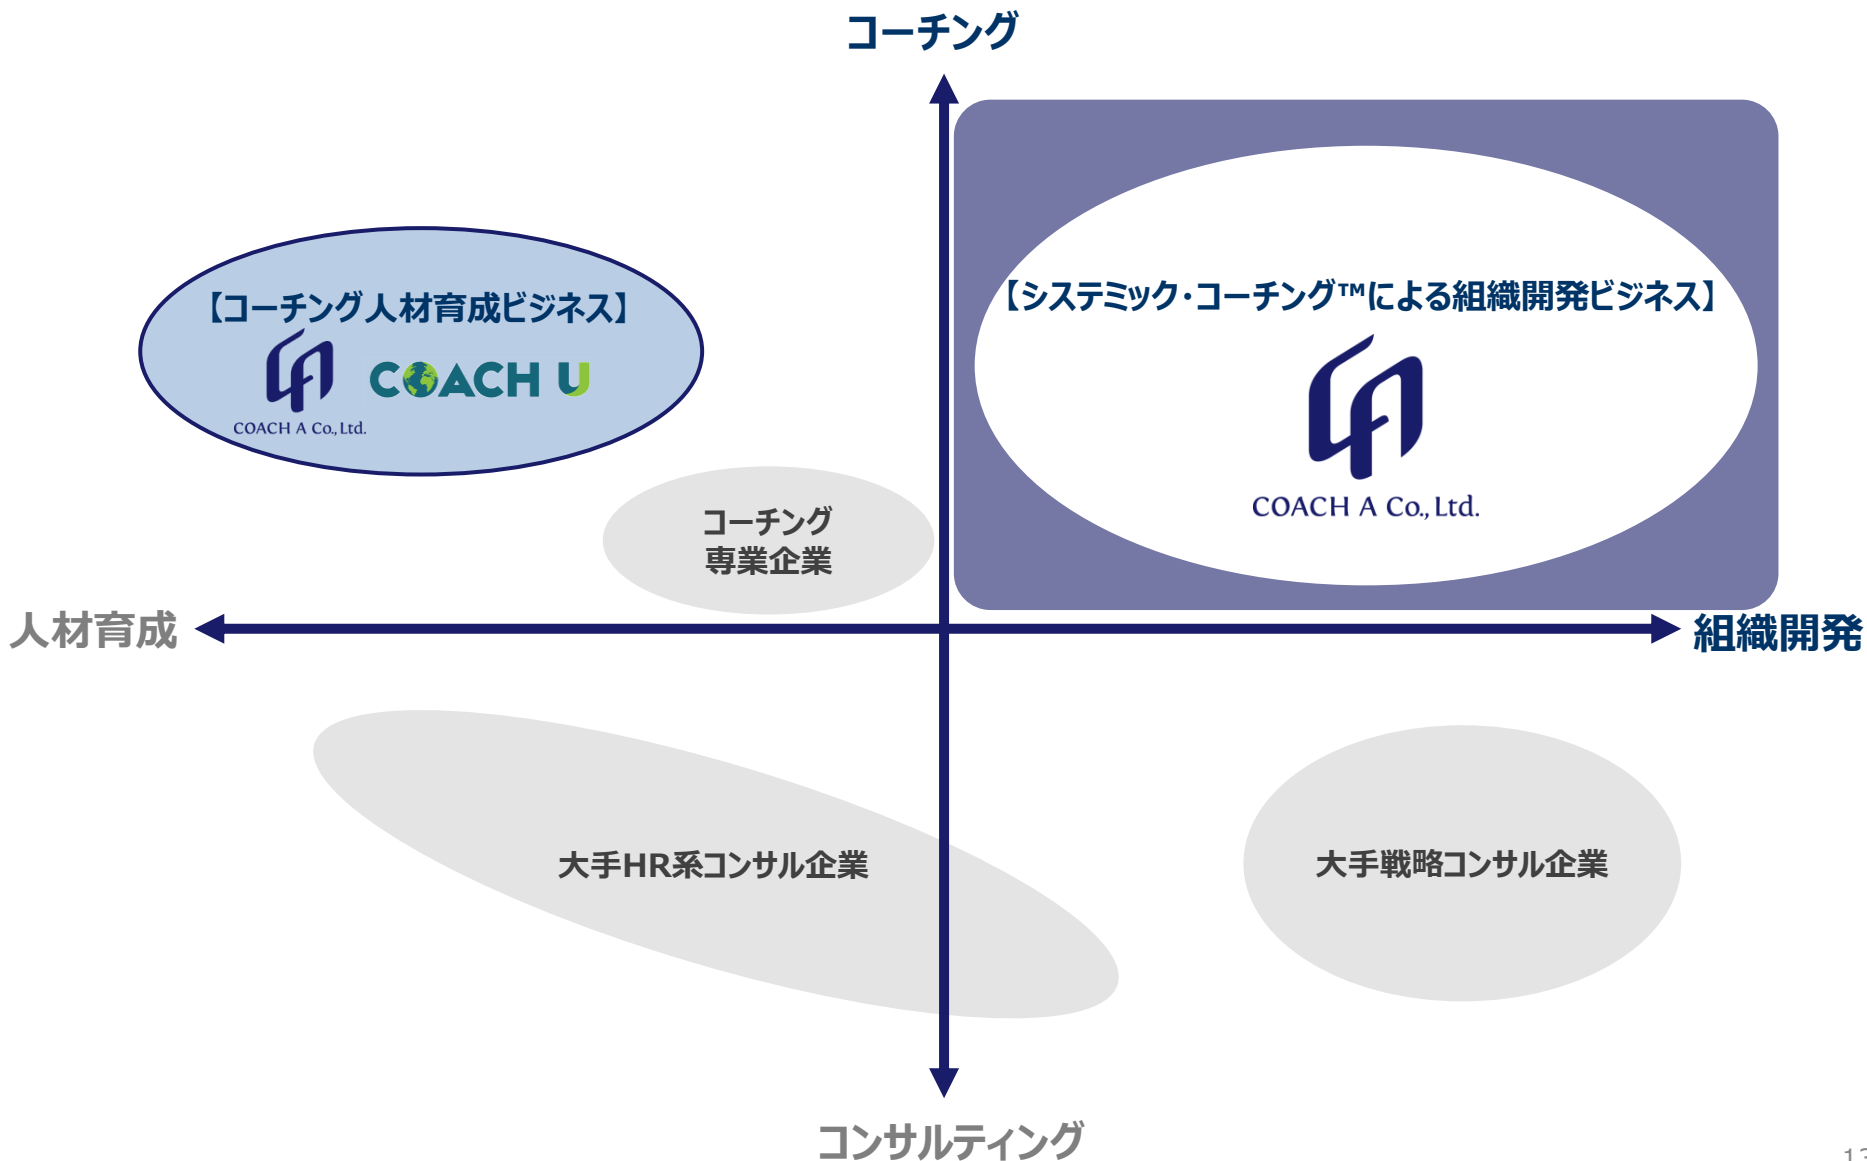 コーチング
【システミック・コーチング™による組織開発ビジネス】
COACH A Co., Ltd.
【コーチング人材育成ビジネス】
COACH A Co., Ltd.
COACH U
コーチング
専業企業
人材育成
組織開発
大手HR系コンサル企業
大手戦略コンサル企業
コンサルティング